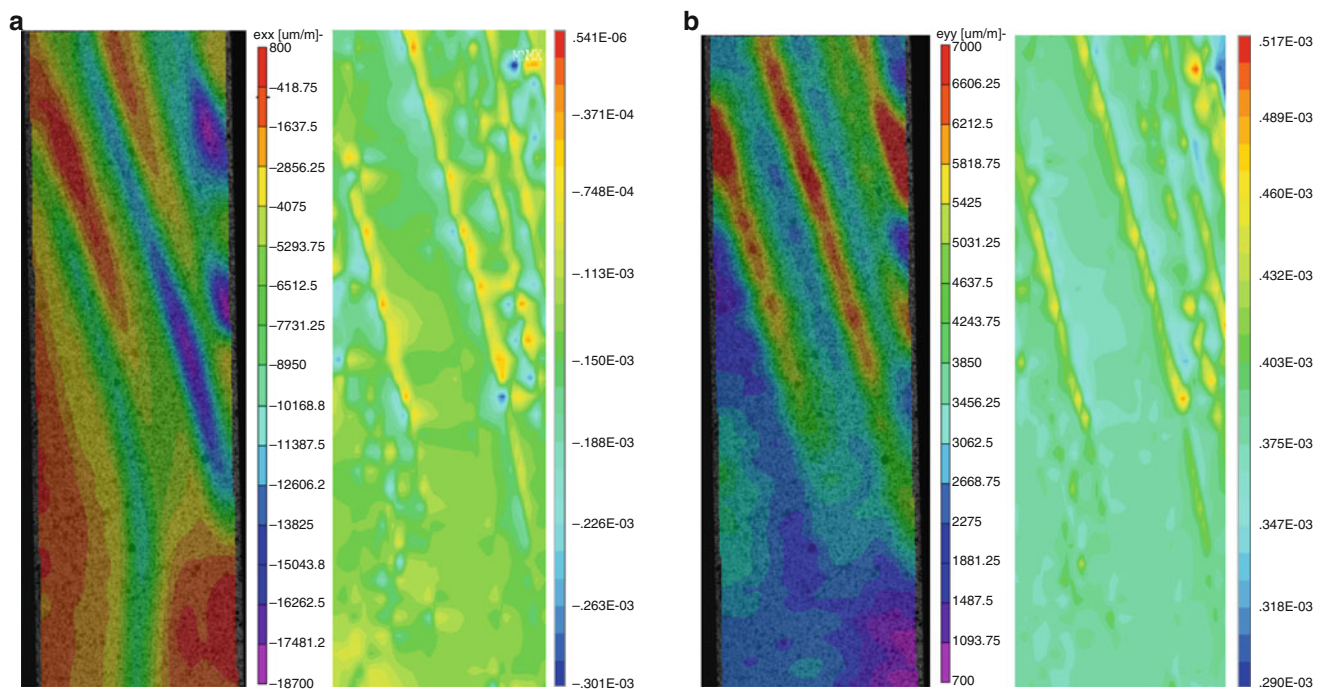 a
exx [um/m]-
800
–418.75
–1637.5
–2856.25
–4075
–5293.75
–6512.5
–7731.25
–8950
–10168.8
–11387.5
–12606.2
–13825
–15043.8
–16262.5
–17481.2
–18700
.541E-06
–.371E-04
–.748E-04
–.113E-03
–.150E-03
–.188E-03
–.226E-03
–.263E-03
–.301E-03
b
eyy [um/m]-
7000
6606.25
6212.5
5818.75
5425
5031.25
4637.5
4243.75
3850
3456.25
3062.5
2668.75
2275
1881.25
1487.5
1093.75
700
.517E-03
.489E-03
.460E-03
.432E-03
.403E-03
.375E-03
.347E-03
.318E-03
.290E-03